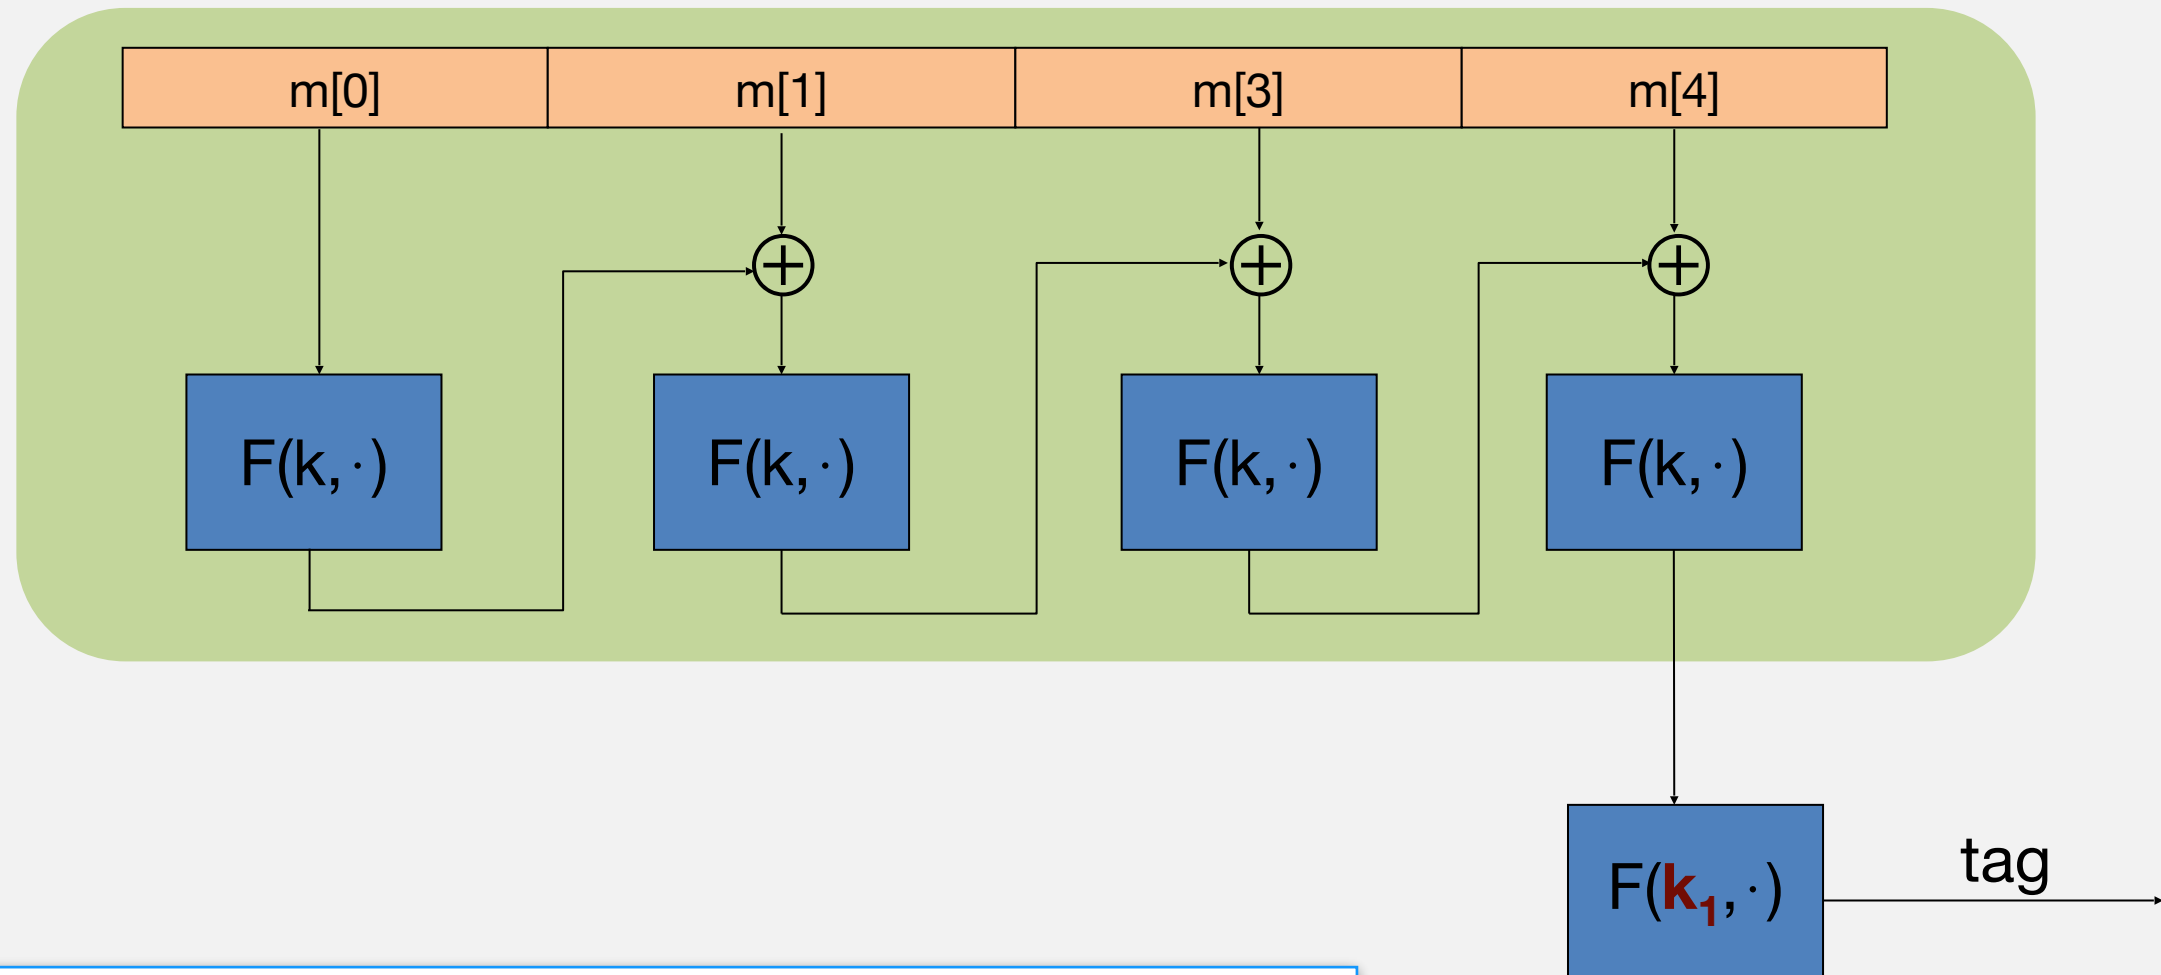 m[0] m[1] m[3] m[4]
F(k,·) F(k,·) F(k,·) F(k,·)
tag
F(k₁,·)